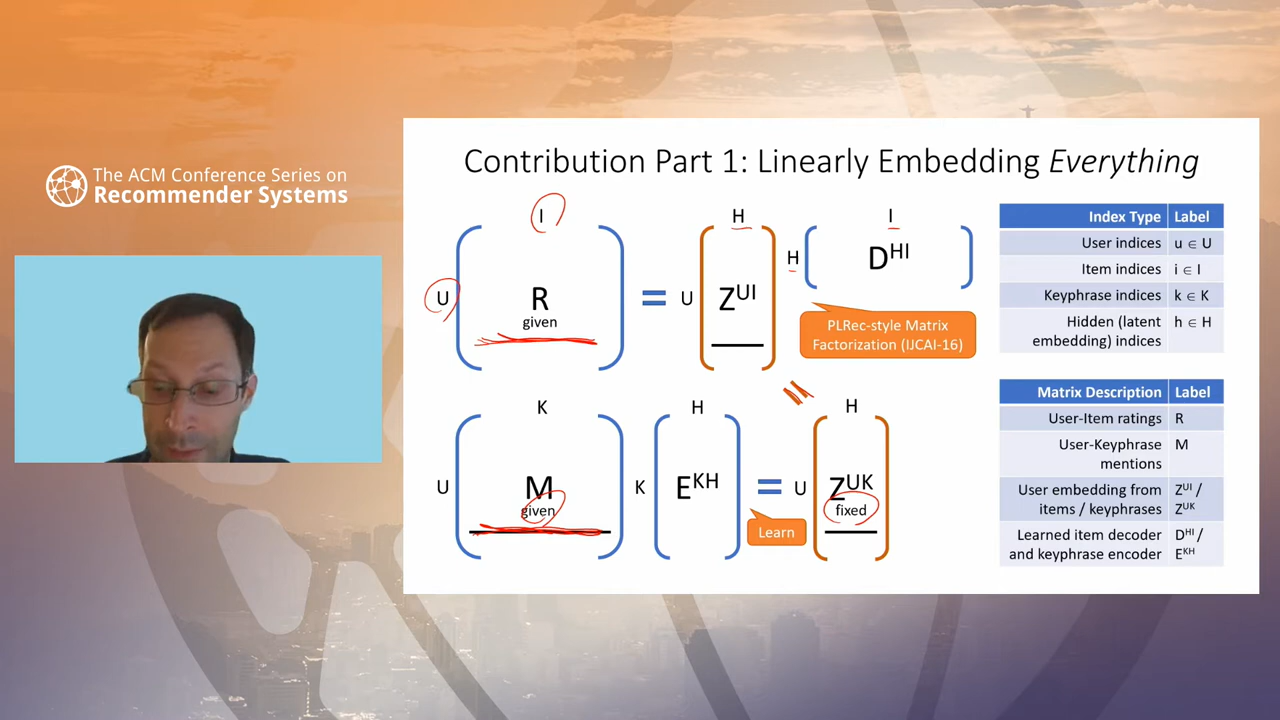 The ACM Conference Series on
Recommender Systems
Contribution Part 1: Linearly Embedding Everything
I
H
I
U
R
given
=
U
Z^UI
H
D^HI
PLRec-style Matrix
Factorization (IJCAI-16)
K
H
H
U
M
given
K
E^KH
=
Learn
U
Z^UK
fixed
Index Type Label
User indices u ∈ U
Item indices i ∈ I
Keyphrase indices k ∈ K
Hidden (latent
embedding) indices h ∈ H
Matrix Description Label
User-Item ratings R
User-Keyphrase
mentions M
User embedding from
items / keyphrases Z^UI /
Z^UK
Learned item decoder
and keyphrase encoder D^HI /
E^KH